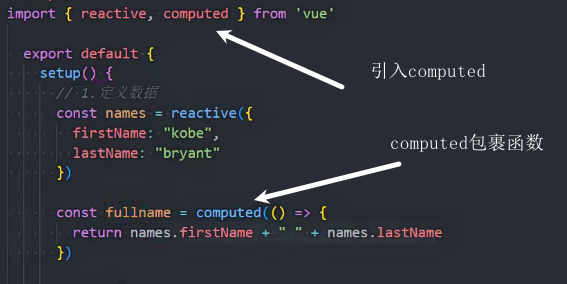 import { reactive, computed } from 'vue'
引入computed
export default {
setup() {
// 1.定义数据
const names = reactive({
firstName: "kobe",
lastName: "bryant"
})
computed包裹函数
const fullname = computed(() => {
return names.firstName + " " + names.lastName
})